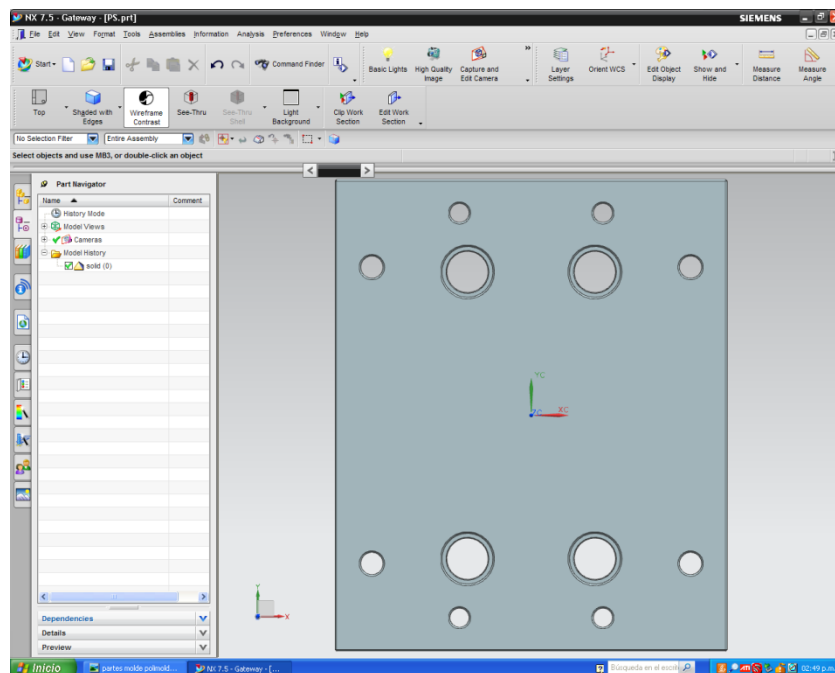 NX 7.5 - Gateway - [PS.prt]
SIEMENS
File Edit View Format Tools Assemblies Information Analysis Preferences Window Help
Start
Command Finder
Basic Lights
High Quality Image
Capture and Edit Camera
Layer Settings
Orient WCS
Edit Object Display
Show and Hide
Measure Distance
Measure Angle
Top
Shaded with Edges
Wireframe Contrast
See-Thru
See-Thru Shell
Light Background
Clip Work Section
Edit Work Section
No Selection Filter
Entire Assembly
Select objects and use MB3, or double-click an object
Part Navigator
Name
Comment
History Mode
Model Views
Cameras
Model History
solid (0)
YC
ZC
XC
Y
X
Dependencies
Details
Preview
Inicio
partes molde polmold...
NX 7.5 - Gateway - [...
Búsqueda en el escri
02:49 p.m.